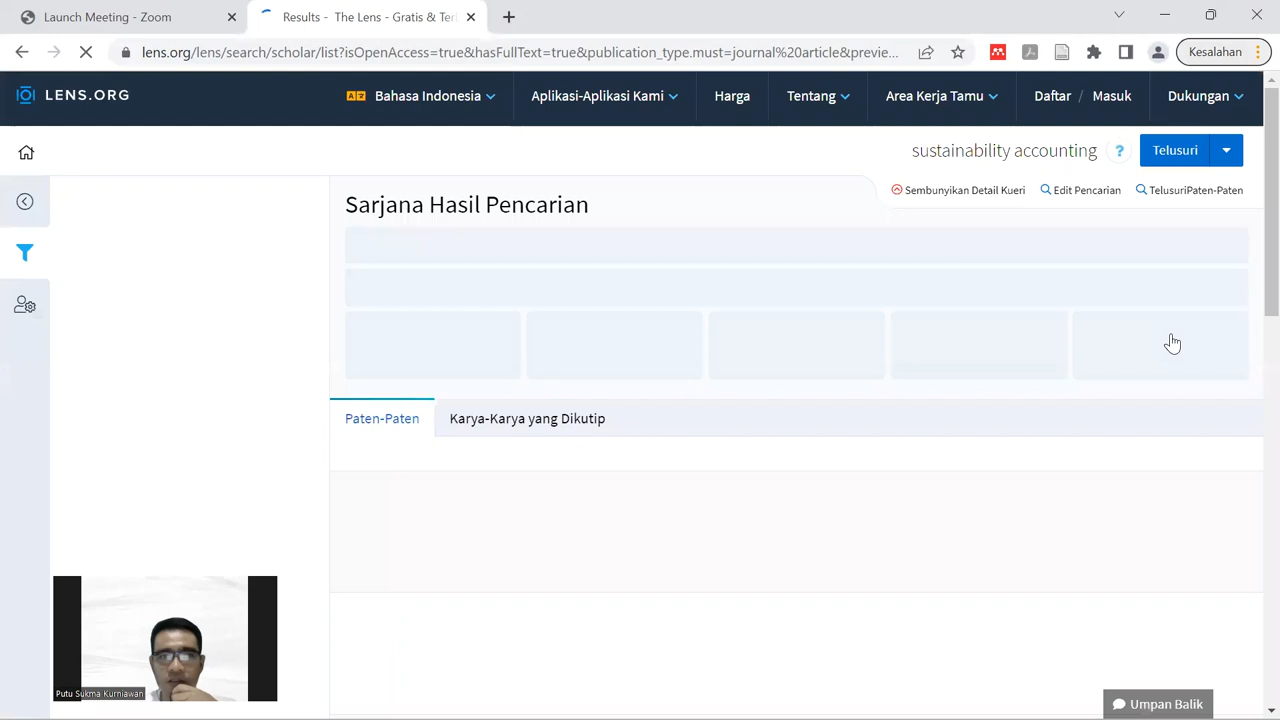 Launch Meeting - Zoom
Results - The Lens - Gratis & Ter
lens.org/lens/search/scholar/list?isOpenAccess=true&hasFullText=true&publication_type.must=journal%20article&previe...
Kesalahan
LENS.ORG
Bahasa Indonesia
Aplikasi-Aplikasi Kami
Harga
Tentang
Area Kerja Tamu
Daftar / Masuk
Dukungan
sustainability accounting
?
Telusuri
Sembunyikan Detail Kueri
Edit Pencarian
TelusuriPaten-Paten
Sarjana Hasil Pencarian
Paten-Paten
Karya-Karya yang Dikutip
Putu Sukma Kurniawan
Umpan Balik